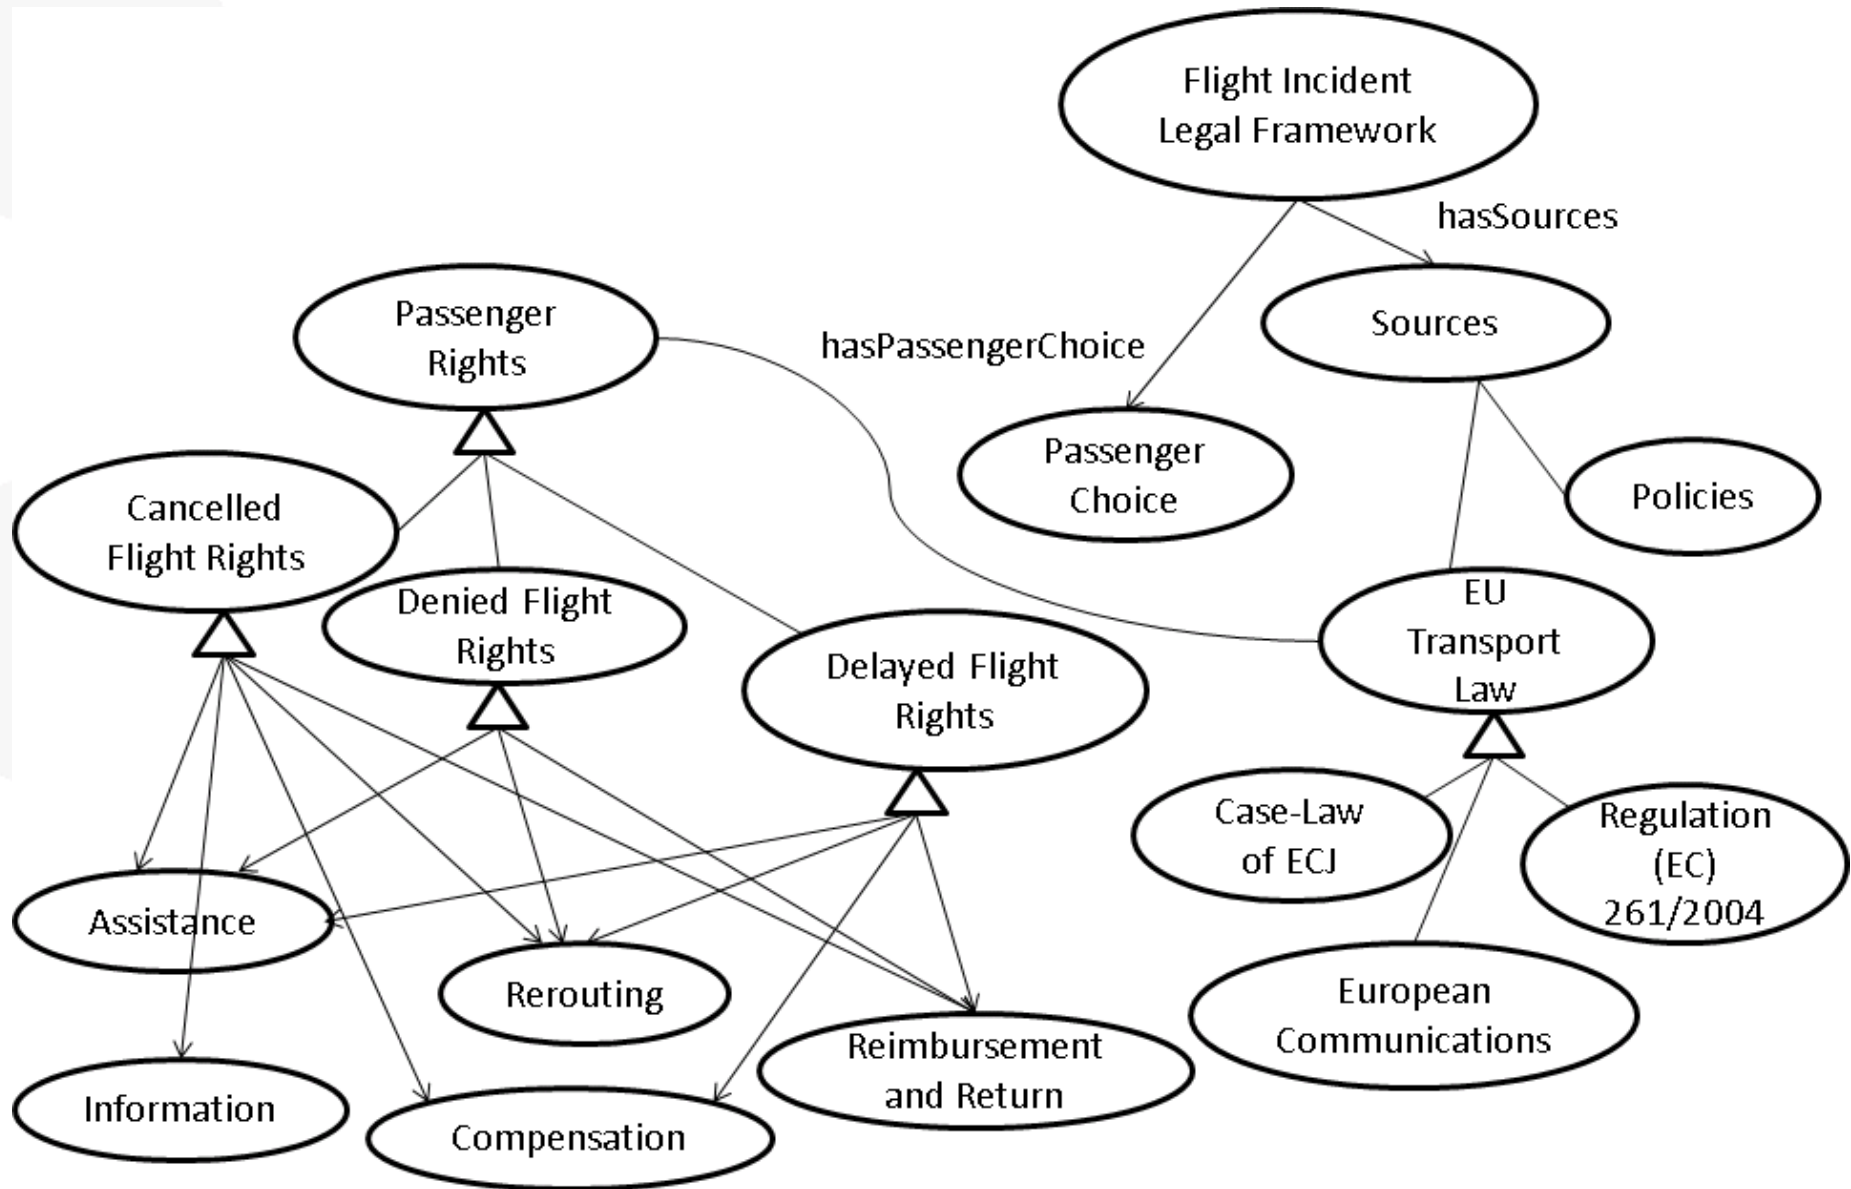 Flight Incident
Legal Framework
hasSources
Passenger
Rights
hasPassengerChoice
Sources
Passenger
Choice
Policies
Cancelled
Flight Rights
Denied Flight
Rights
Delayed Flight
Rights
EU
Transport
Law
Case-Law
of ECJ
Regulation
(EC)
261/2004
Assistance
Rerouting
European
Communications
Reimbursement
and Return
Information
Compensation